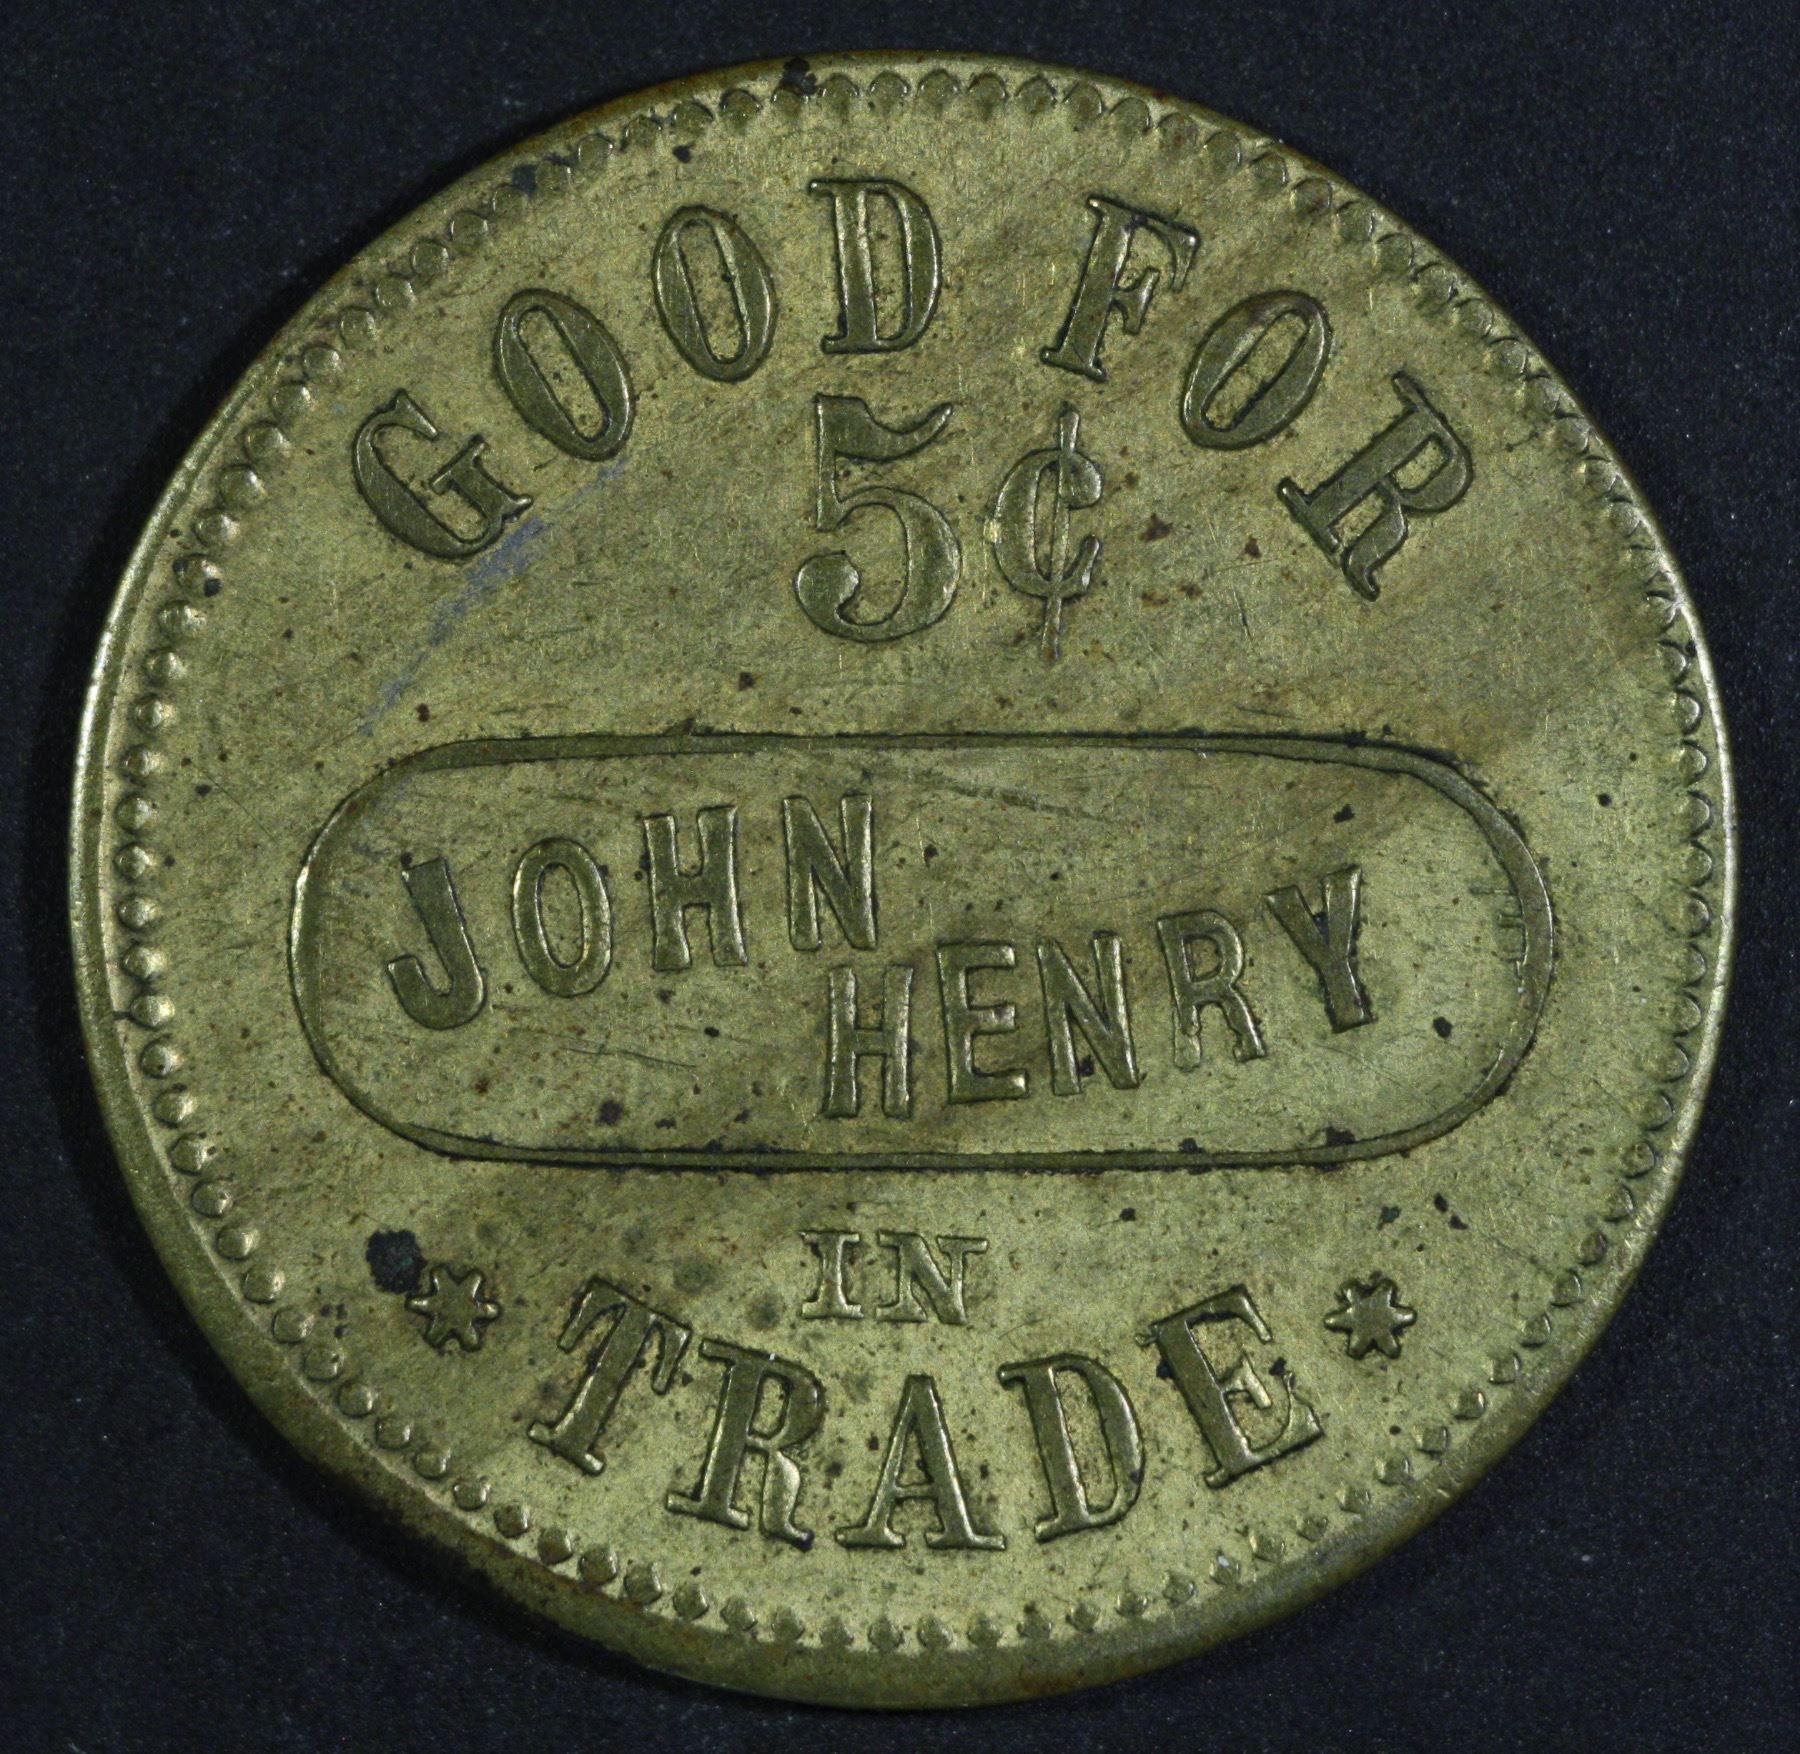 GOOD FOR
5¢
JOHN
HENRY
IN
TRADE